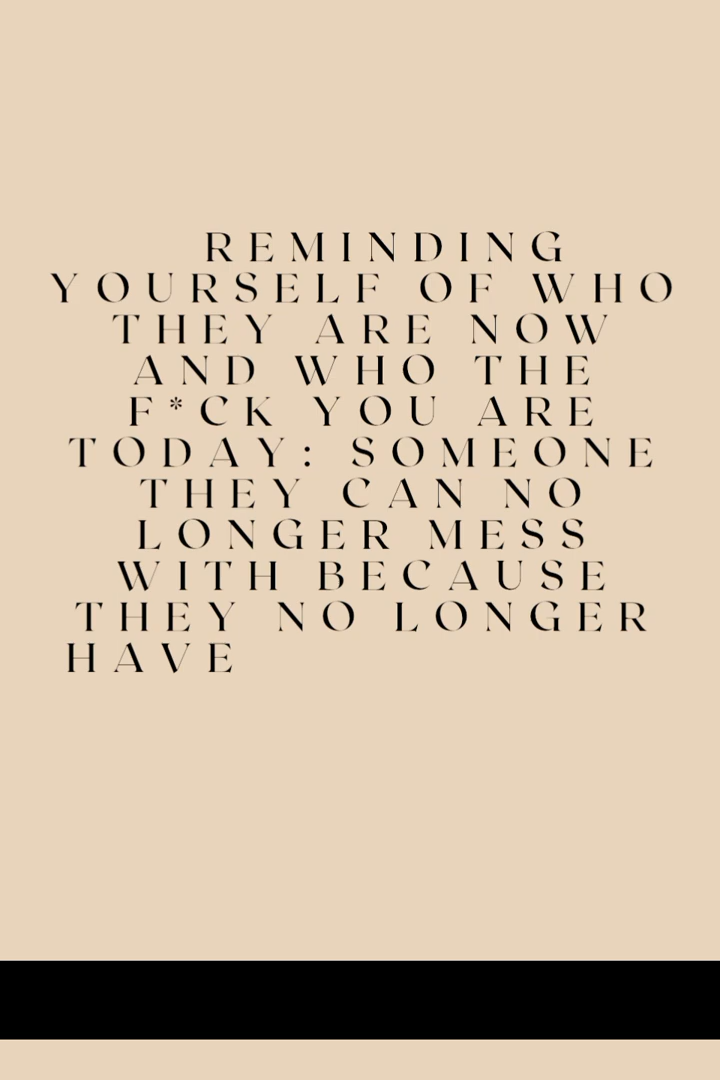 REMINDING
YOURSELF OF WHO
THEY ARE NOW
AND WHO THE
F*CK YOU ARE
TODAY: SOMEONE
THEY CAN NO
LONGER MESS
WITH BECAUSE
THEY NO LONGER
HAVE